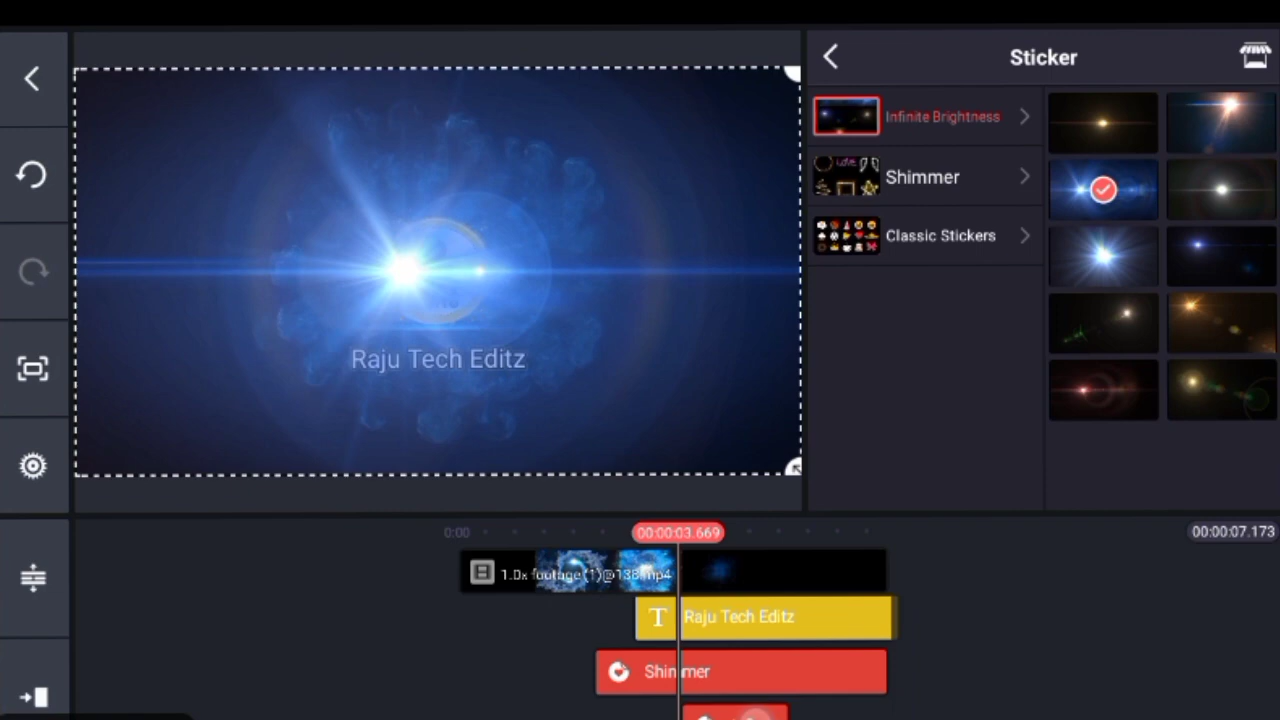 Sticker
Infinite Brightness
Shimmer
Classic Stickers
Raju Tech Editz
0:00
00:00:03.669
00:00:07.173
1.0x footage (1)@138.mp4
T Raju Tech Editz
Shimmer